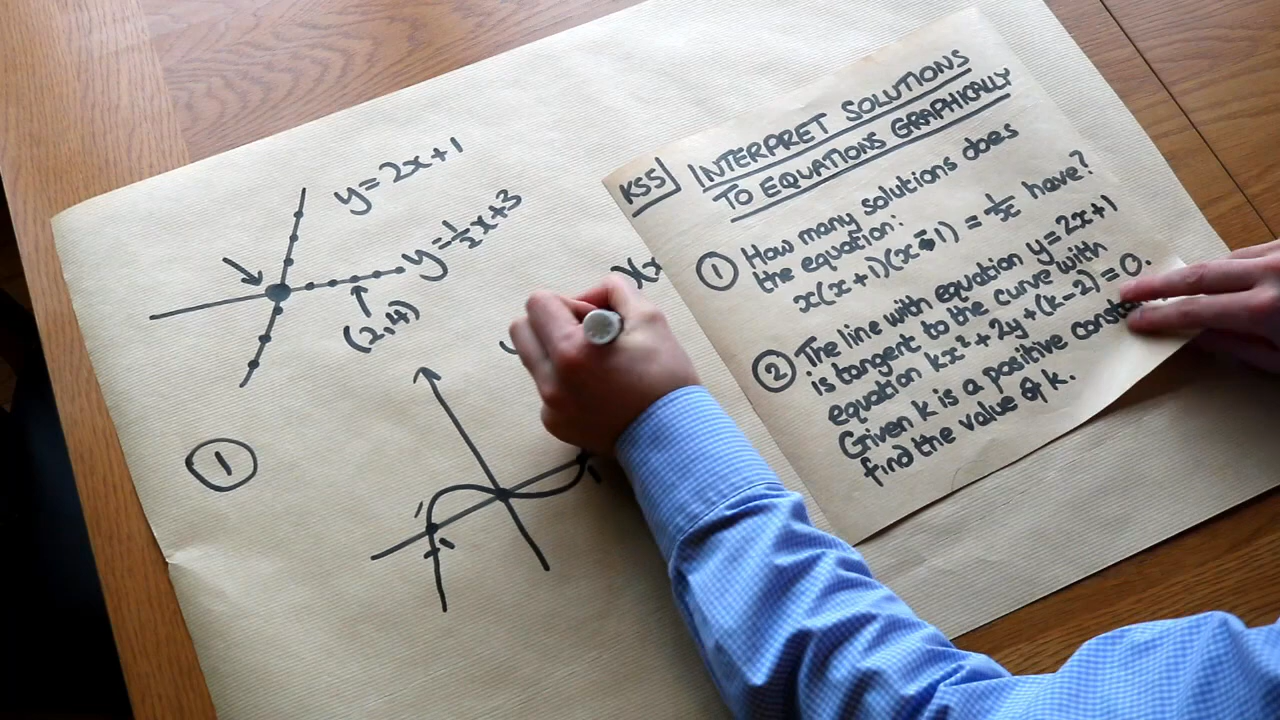 y=2x+1
y=½x+3
(2,4)
1
-1
1
KS5
INTERPRET SOLUTIONS
TO EQUATIONS GRAPHICALLY
1 How many solutions does
the equation:
x(x+1)(x-1) = 1/x have?
2 The line with equation y=2x+1
is tangent to the curve with
equation kx²+2y+(k-2)=0.
Given k is a positive
find the value of k.